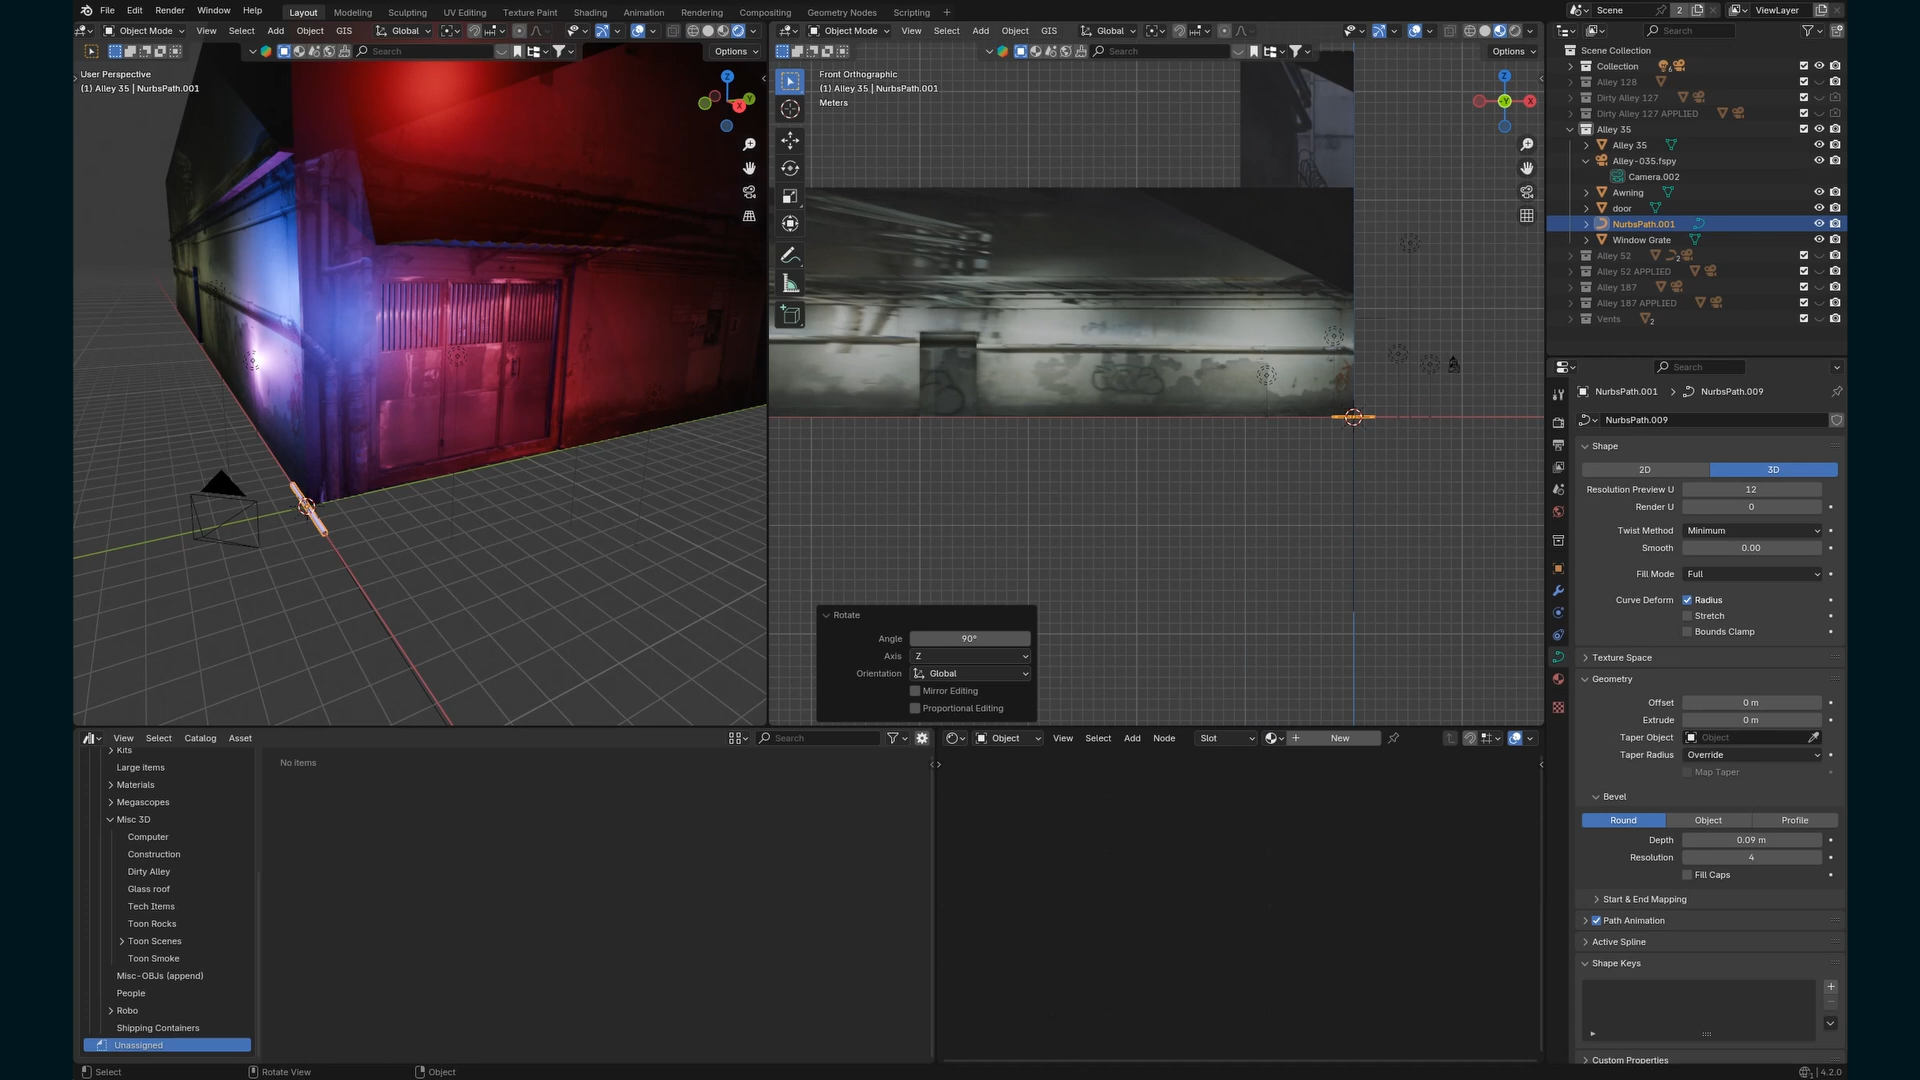 File Edit Render Window Help Layout Modeling Sculpting UV Editing Texture Paint Shading Animation Rendering Compositing Geometry Nodes Scripting +
Scene 2 ViewLayer
Object Mode View Select Add Object GIS Global
Search Options
User Perspective
(1) Alley 35 | NurbsPath.001
Z
Y
X
Object Mode View Select Add Object GIS Global
Search Options
Front Orthographic
(1) Alley 35 | NurbsPath.001
Meters
Z
-Y
X
Rotate
Angle 90°
Axis Z
Orientation Global
Mirror Editing
Proportional Editing
Search
Scene Collection
Collection 6
Alley 128
Dirty Alley 127
Dirty Alley 127 APPLIED
Alley 35
Alley 35
Alley-035.fspy
Camera.002
Awning
door
NurbsPath.001
Window Grate
Alley 52 2
Alley 52 APPLIED
Alley 187
Alley 187 APPLIED
Vents 2
Search
NurbsPath.001 > NurbsPath.009
NurbsPath.009
Shape
2D 3D
Resolution Preview U 12
Render U 0
Twist Method Minimum
Smooth 0.00
Fill Mode Full
Curve Deform Radius
Stretch
Bounds Clamp
Texture Space
Geometry
Offset 0 m
Extrude 0 m
Taper Object Object
Taper Radius Override
Map Taper
Bevel
Round Object Profile
Depth 0.09 m
Resolution 4
Fill Caps
Start & End Mapping
Path Animation
Active Spline
Shape Keys
Custom Properties
View Select Catalog Asset Search
Kits
Large items
Materials
Megascopes
Misc 3D
Computer
Construction
Dirty Alley
Glass roof
Tech Items
Toon Rocks
Toon Scenes
Toon Smoke
Misc-OBJs (append)
People
Robo
Shipping Containers
Unassigned
No items
Object View Select Add Node Slot New
Select Rotate View Object 4.2.0